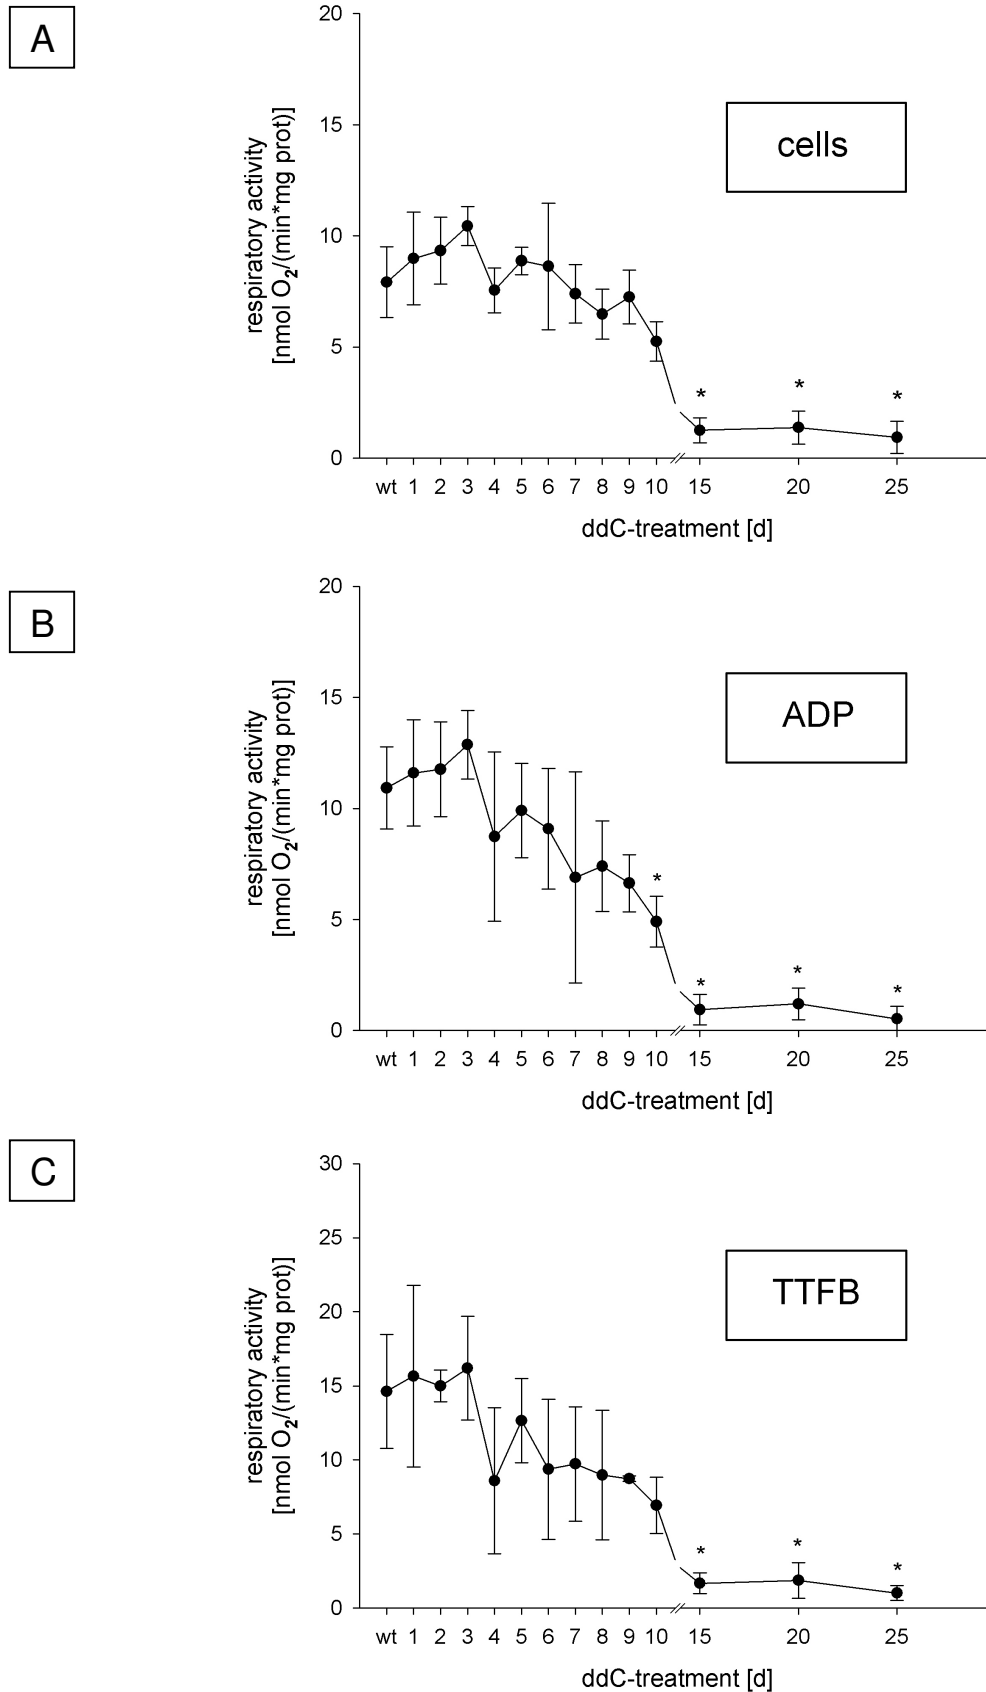 A
cells
20
15
10
5
0
respiratory activity
[nmol O2/(min*mg prot)]
* * *
wt 1 2 3 4 5 6 7 8 9 10 15 20 25
ddC-treatment [d]
B
ADP
20
15
10
5
0
respiratory activity
[nmol O2/(min*mg prot)]
* * * *
wt 1 2 3 4 5 6 7 8 9 10 15 20 25
ddC-treatment [d]
C
TTFB
30
25
20
15
10
5
0
respiratory activity
[nmol O2/(min*mg prot)]
* * *
wt 1 2 3 4 5 6 7 8 9 10 15 20 25
ddC-treatment [d]